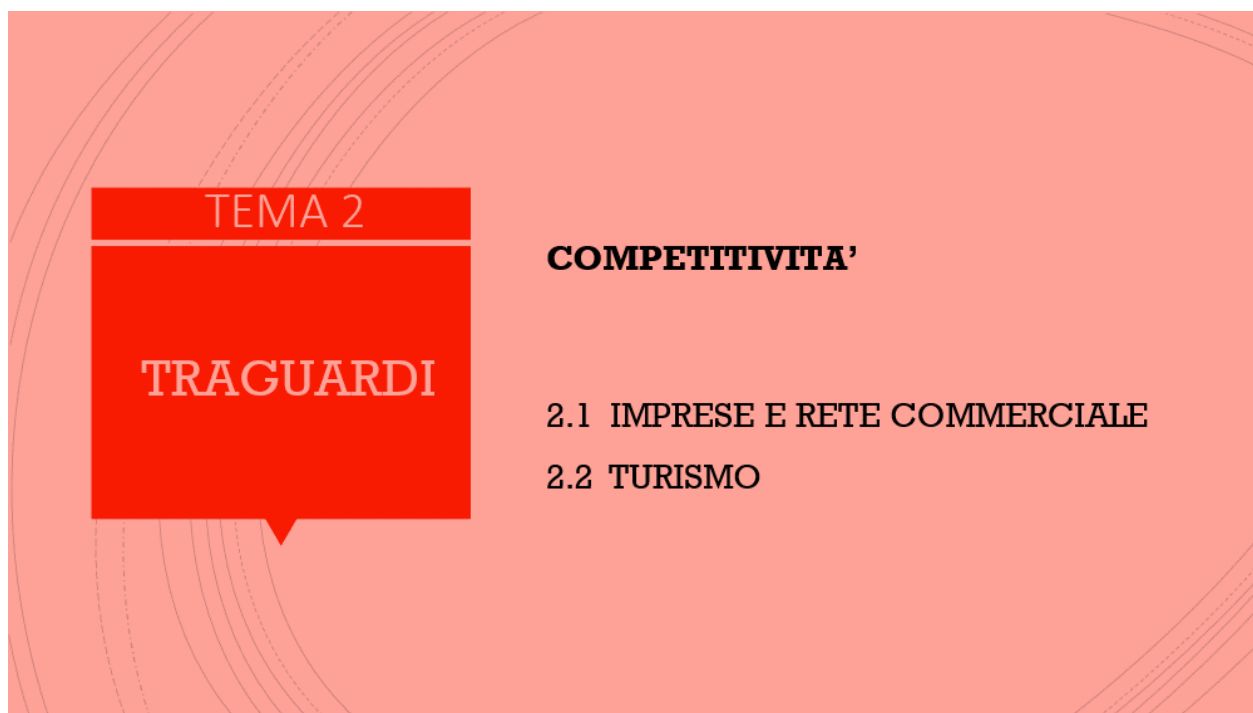 TEMA 2
TRAGUARDI
COMPETITIVITA’
2.1 IMPRESE E RETE COMMERCIALE
2.2 TURISMO